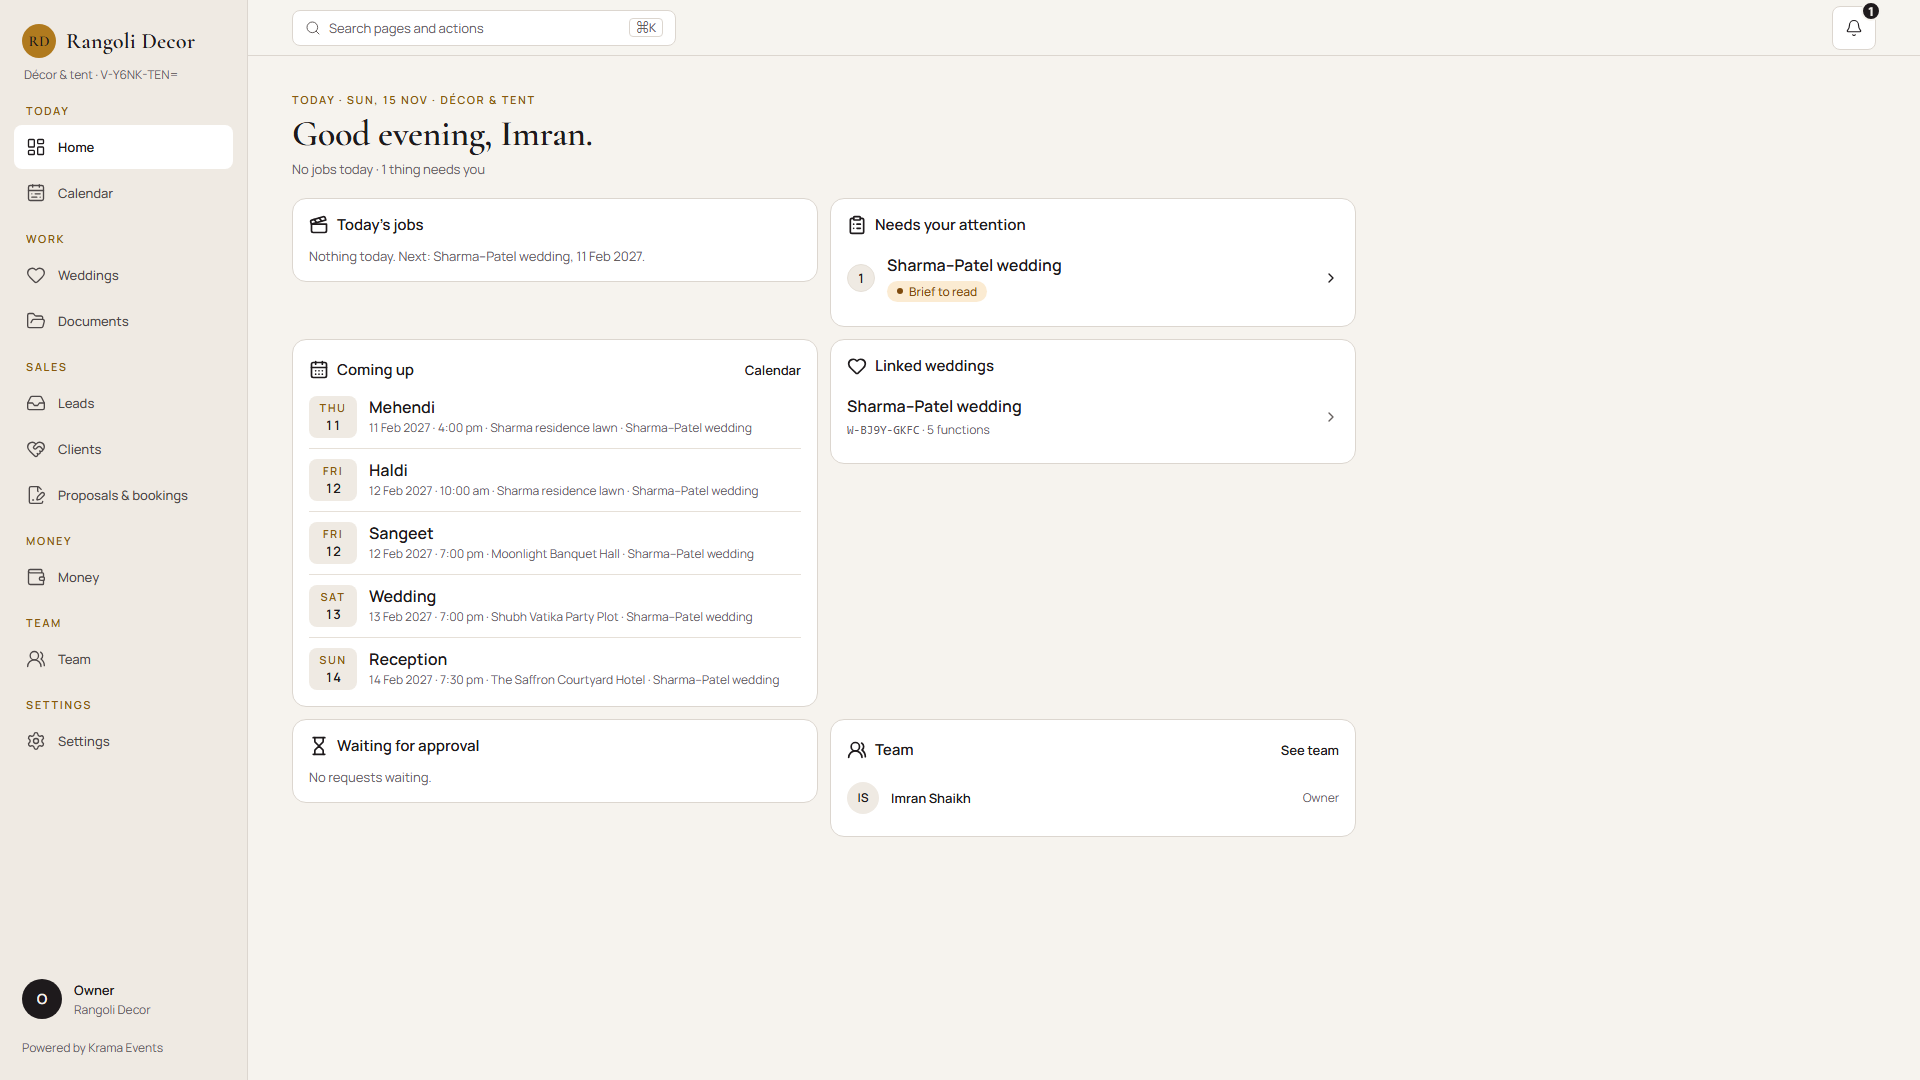 RD Rangoli Decor
Décor & tent · V-Y6NK-TEN=
TODAY
Home
Calendar
WORK
Weddings
Documents
SALES
Leads
Clients
Proposals & bookings
MONEY
Money
TEAM
Team
SETTINGS
Settings
O
Owner
Rangoli Decor
Powered by Krama Events
Search pages and actions ⌘K
1
TODAY · SUN, 15 NOV · DÉCOR & TENT
Good evening, Imran.
No jobs today · 1 thing needs you
Today's jobs
Nothing today. Next: Sharma–Patel wedding, 11 Feb 2027.
Needs your attention
1
Sharma–Patel wedding
Brief to read
Coming up Calendar
THU
11
Mehendi
11 Feb 2027 · 4:00 pm · Sharma residence lawn · Sharma–Patel wedding
FRI
12
Haldi
12 Feb 2027 · 10:00 am · Sharma residence lawn · Sharma–Patel wedding
FRI
12
Sangeet
12 Feb 2027 · 7:00 pm · Moonlight Banquet Hall · Sharma–Patel wedding
SAT
13
Wedding
13 Feb 2027 · 7:00 pm · Shubh Vatika Party Plot · Sharma–Patel wedding
SUN
14
Reception
14 Feb 2027 · 7:30 pm · The Saffron Courtyard Hotel · Sharma–Patel wedding
Linked weddings
Sharma–Patel wedding
W-BJ9Y-GKFC · 5 functions
Waiting for approval
No requests waiting.
Team See team
IS Imran Shaikh Owner